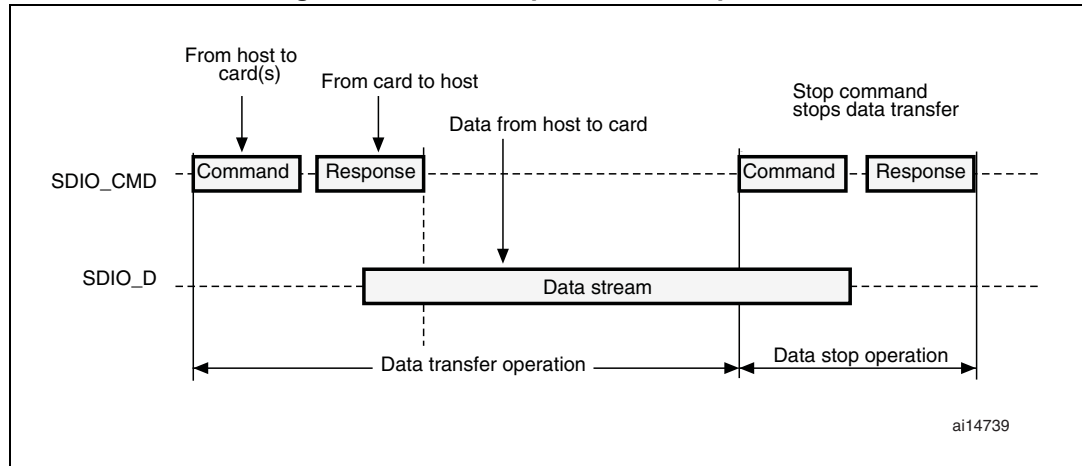 From host to
card(s)
From card to host
Data from host to card
Stop command
stops data transfer
SDIO_CMD
Command
Response
Command
Response
SDIO_D
Data stream
Data transfer operation
Data stop operation
ai14739